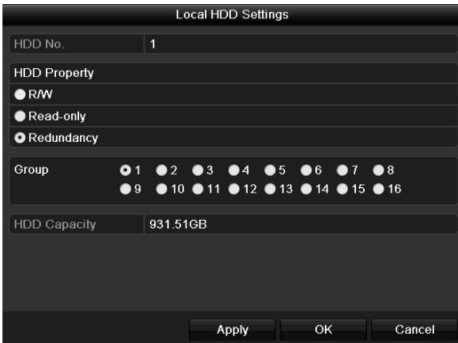 Local HDD Settings
HDD No. 1
HDD Property
R/W
Read-only
Redundancy
Group 1 2 3 4 5 6 7 8
9 10 11 12 13 14 15 16
HDD Capacity 931.51GB
Apply OK Cancel